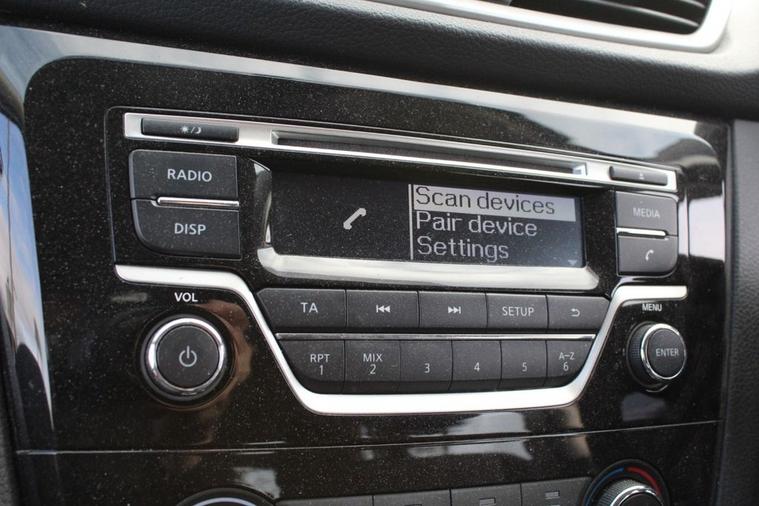 RADIO
DISP
Scan devices
Pair device
Settings
MEDIA
VOL
TA
SETUP
MENU
RPT
1
MIX
2
3
4
5
A-Z
6
ENTER